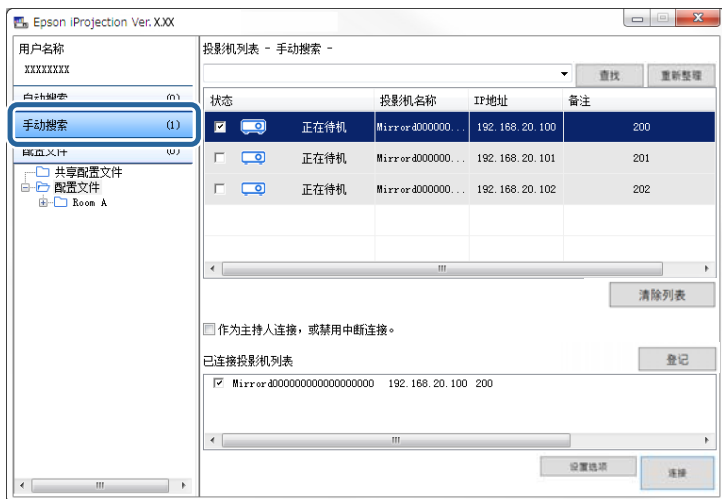 Epson iProjection Ver. X.XX
用户名称
XXXXXXXX
自动搜索 (0)
手动搜索 (1)
配置文件 (0)
共享配置文件
配置文件
Room A
投影机列表 - 手动搜索 -
查找 重新整理
状态 投影机名称 IP地址 备注
正在待机 Mirrord000000... 192.168.20.100 200
正在待机 Mirrord000000... 192.168.20.101 201
正在待机 Mirrord000000... 192.168.20.102 202
清除列表
作为主持人连接，或禁用中断连接。
已连接投影机列表 登记
Mirrord000000000000000000 192.168.20.100 200
设置选项 连接